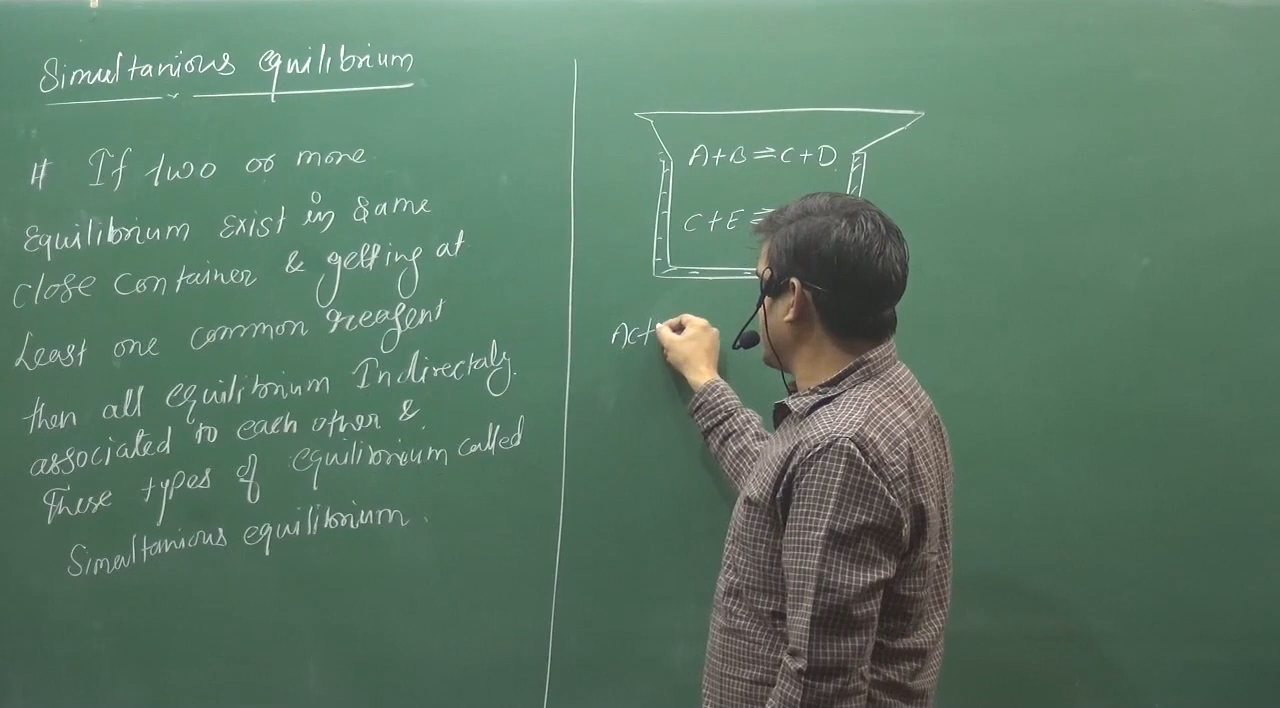 Simultanious equilibrium
# If two or more
Equilibrium exist in same
close container & getting at
Least one common reagent
then all equilibrium Indirectaly.
associated to each other &.
These types of equilibrium called
Simultanious equilibrium.
A+B⇌C+D
C+E⇌
Act